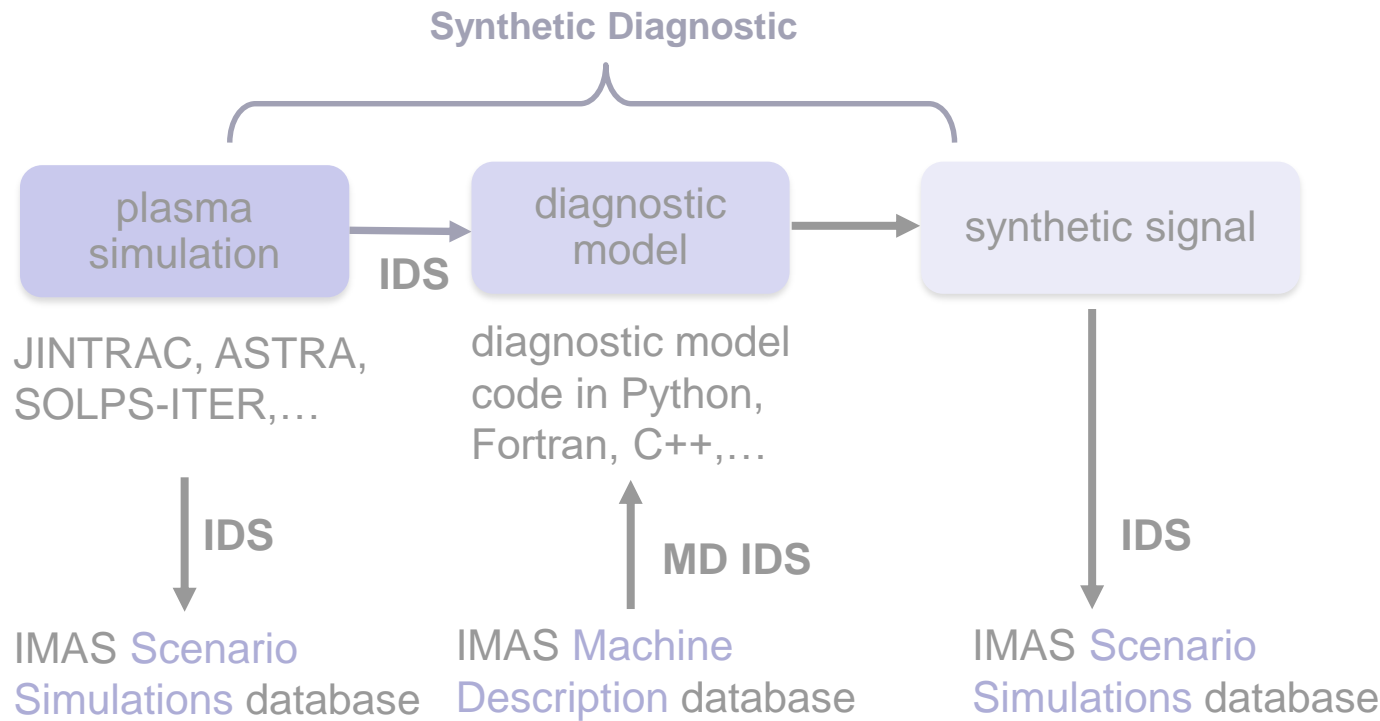 Synthetic Diagnostic
plasma
simulation
IDS
diagnostic
model
synthetic signal
JINTRAC, ASTRA,
SOLPS-ITER,…
diagnostic model
code in Python,
Fortran, C++,…
IDS
MD IDS
IDS
IMAS Scenario
Simulations database
IMAS Machine
Description database
IMAS Scenario
Simulations database